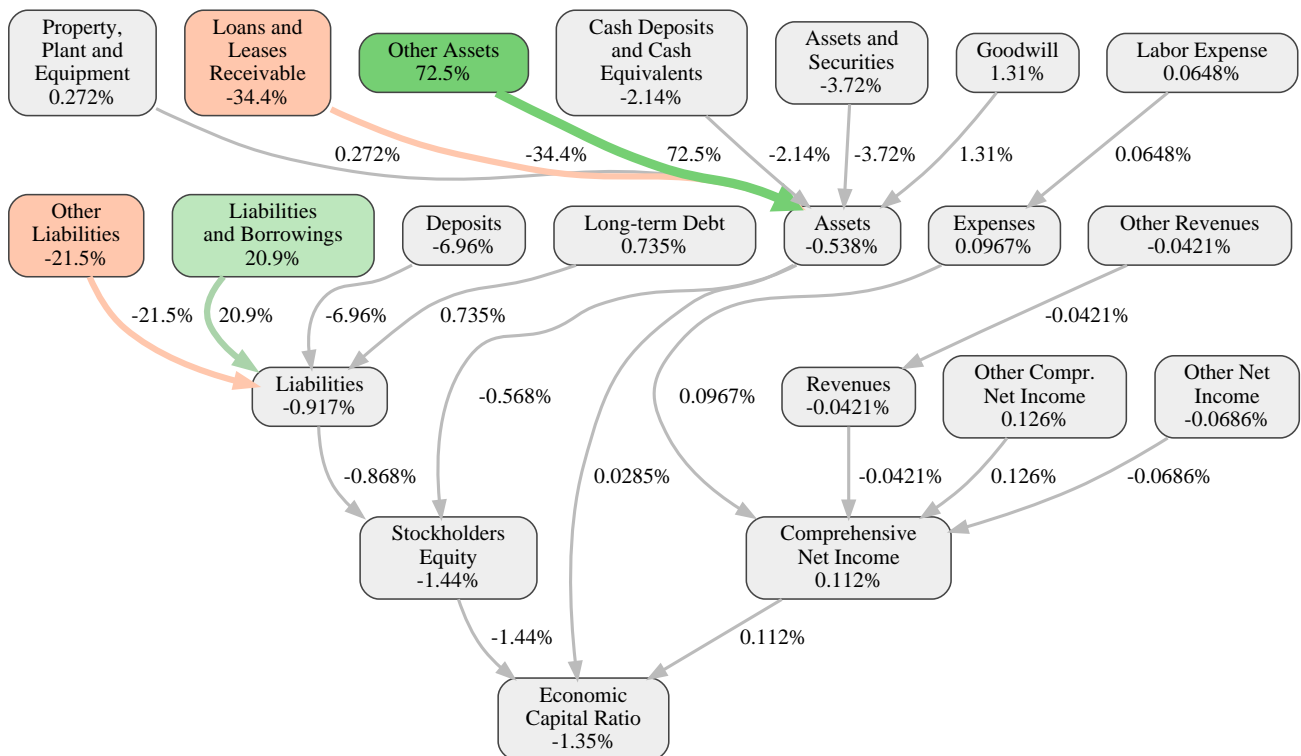 Property,
Plant and
Equipment
0.272%
Loans and
Leases
Receivable
-34.4%
Other Assets
72.5%
Cash Deposits
and Cash
Equivalents
-2.14%
Assets and
Securities
-3.72%
Goodwill
1.31%
Labor Expense
0.0648%
0.272%
-34.4%
72.5%
-2.14%
-3.72%
1.31%
0.0648%
Other
Liabilities
-21.5%
Liabilities
and Borrowings
20.9%
Deposits
-6.96%
Long-term Debt
0.735%
Assets
-0.538%
Expenses
0.0967%
Other Revenues
-0.0421%
-21.5%
20.9%
-6.96%
0.735%
-0.0421%
Liabilities
-0.917%
-0.568%
0.0967%
Revenues
-0.0421%
Other Compr.
Net Income
0.126%
Other Net
Income
-0.0686%
-0.868%
0.0285%
-0.0421%
0.126%
-0.0686%
Stockholders
Equity
-1.44%
Comprehensive
Net Income
0.112%
-1.44%
0.112%
Economic
Capital Ratio
-1.35%